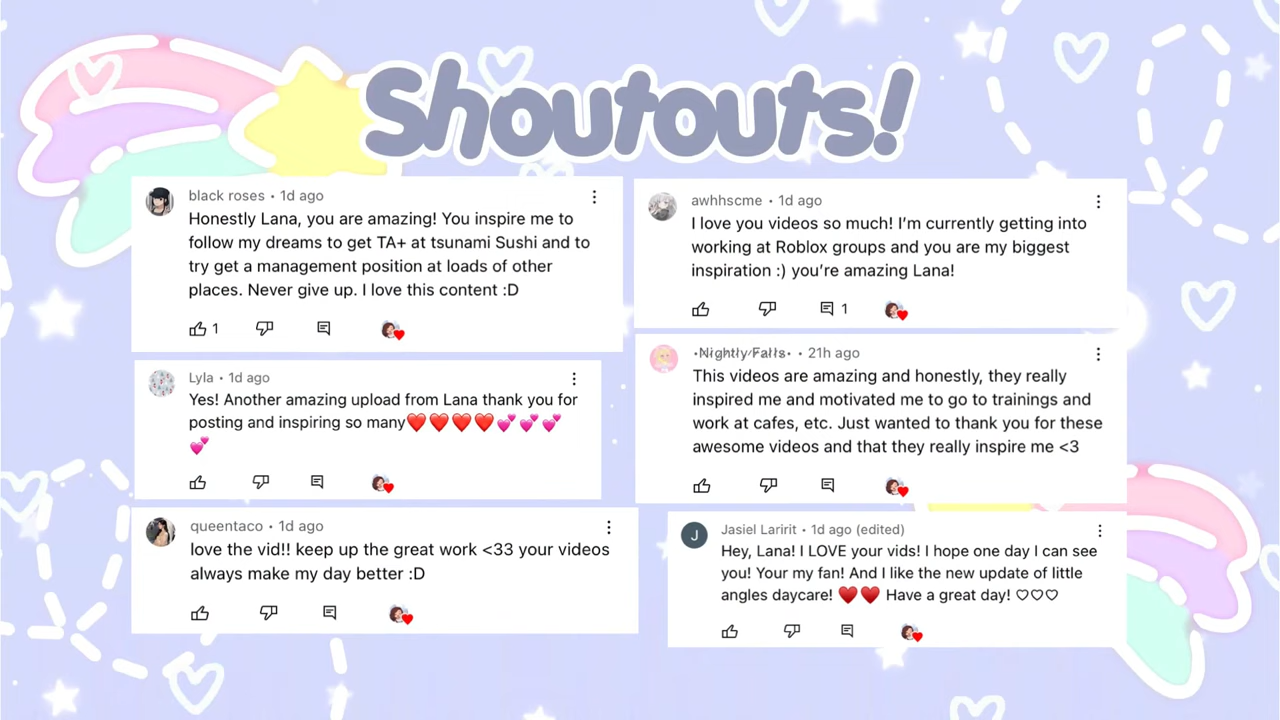 Shoutouts!
black roses • 1d ago
Honestly Lana, you are amazing! You inspire me to
follow my dreams to get TA+ at tsunami Sushi and to
try get a management position at loads of other
places. Never give up. I love this content :D
1
Lyla • 1d ago
Yes! Another amazing upload from Lana thank you for
posting and inspiring so many❤️❤️❤️❤️💕💕💕
💕
queentaco • 1d ago
love the vid!! keep up the great work <33 your videos
always make my day better :D
awhhscme • 1d ago
I love you videos so much! I'm currently getting into
working at Roblox groups and you are my biggest
inspiration :) you're amazing Lana!
1
•Nightly Falls• • 21h ago
This videos are amazing and honestly, they really
inspired me and motivated me to go to trainings and
work at cafes, etc. Just wanted to thank you for these
awesome videos and that they really inspire me <3
J
Jasiel Laririt • 1d ago (edited)
Hey, Lana! I LOVE your vids! I hope one day I can see
you! Your my fan! And I like the new update of little
angles daycare! ♥️♥️ Have a great day! ♡♡♡